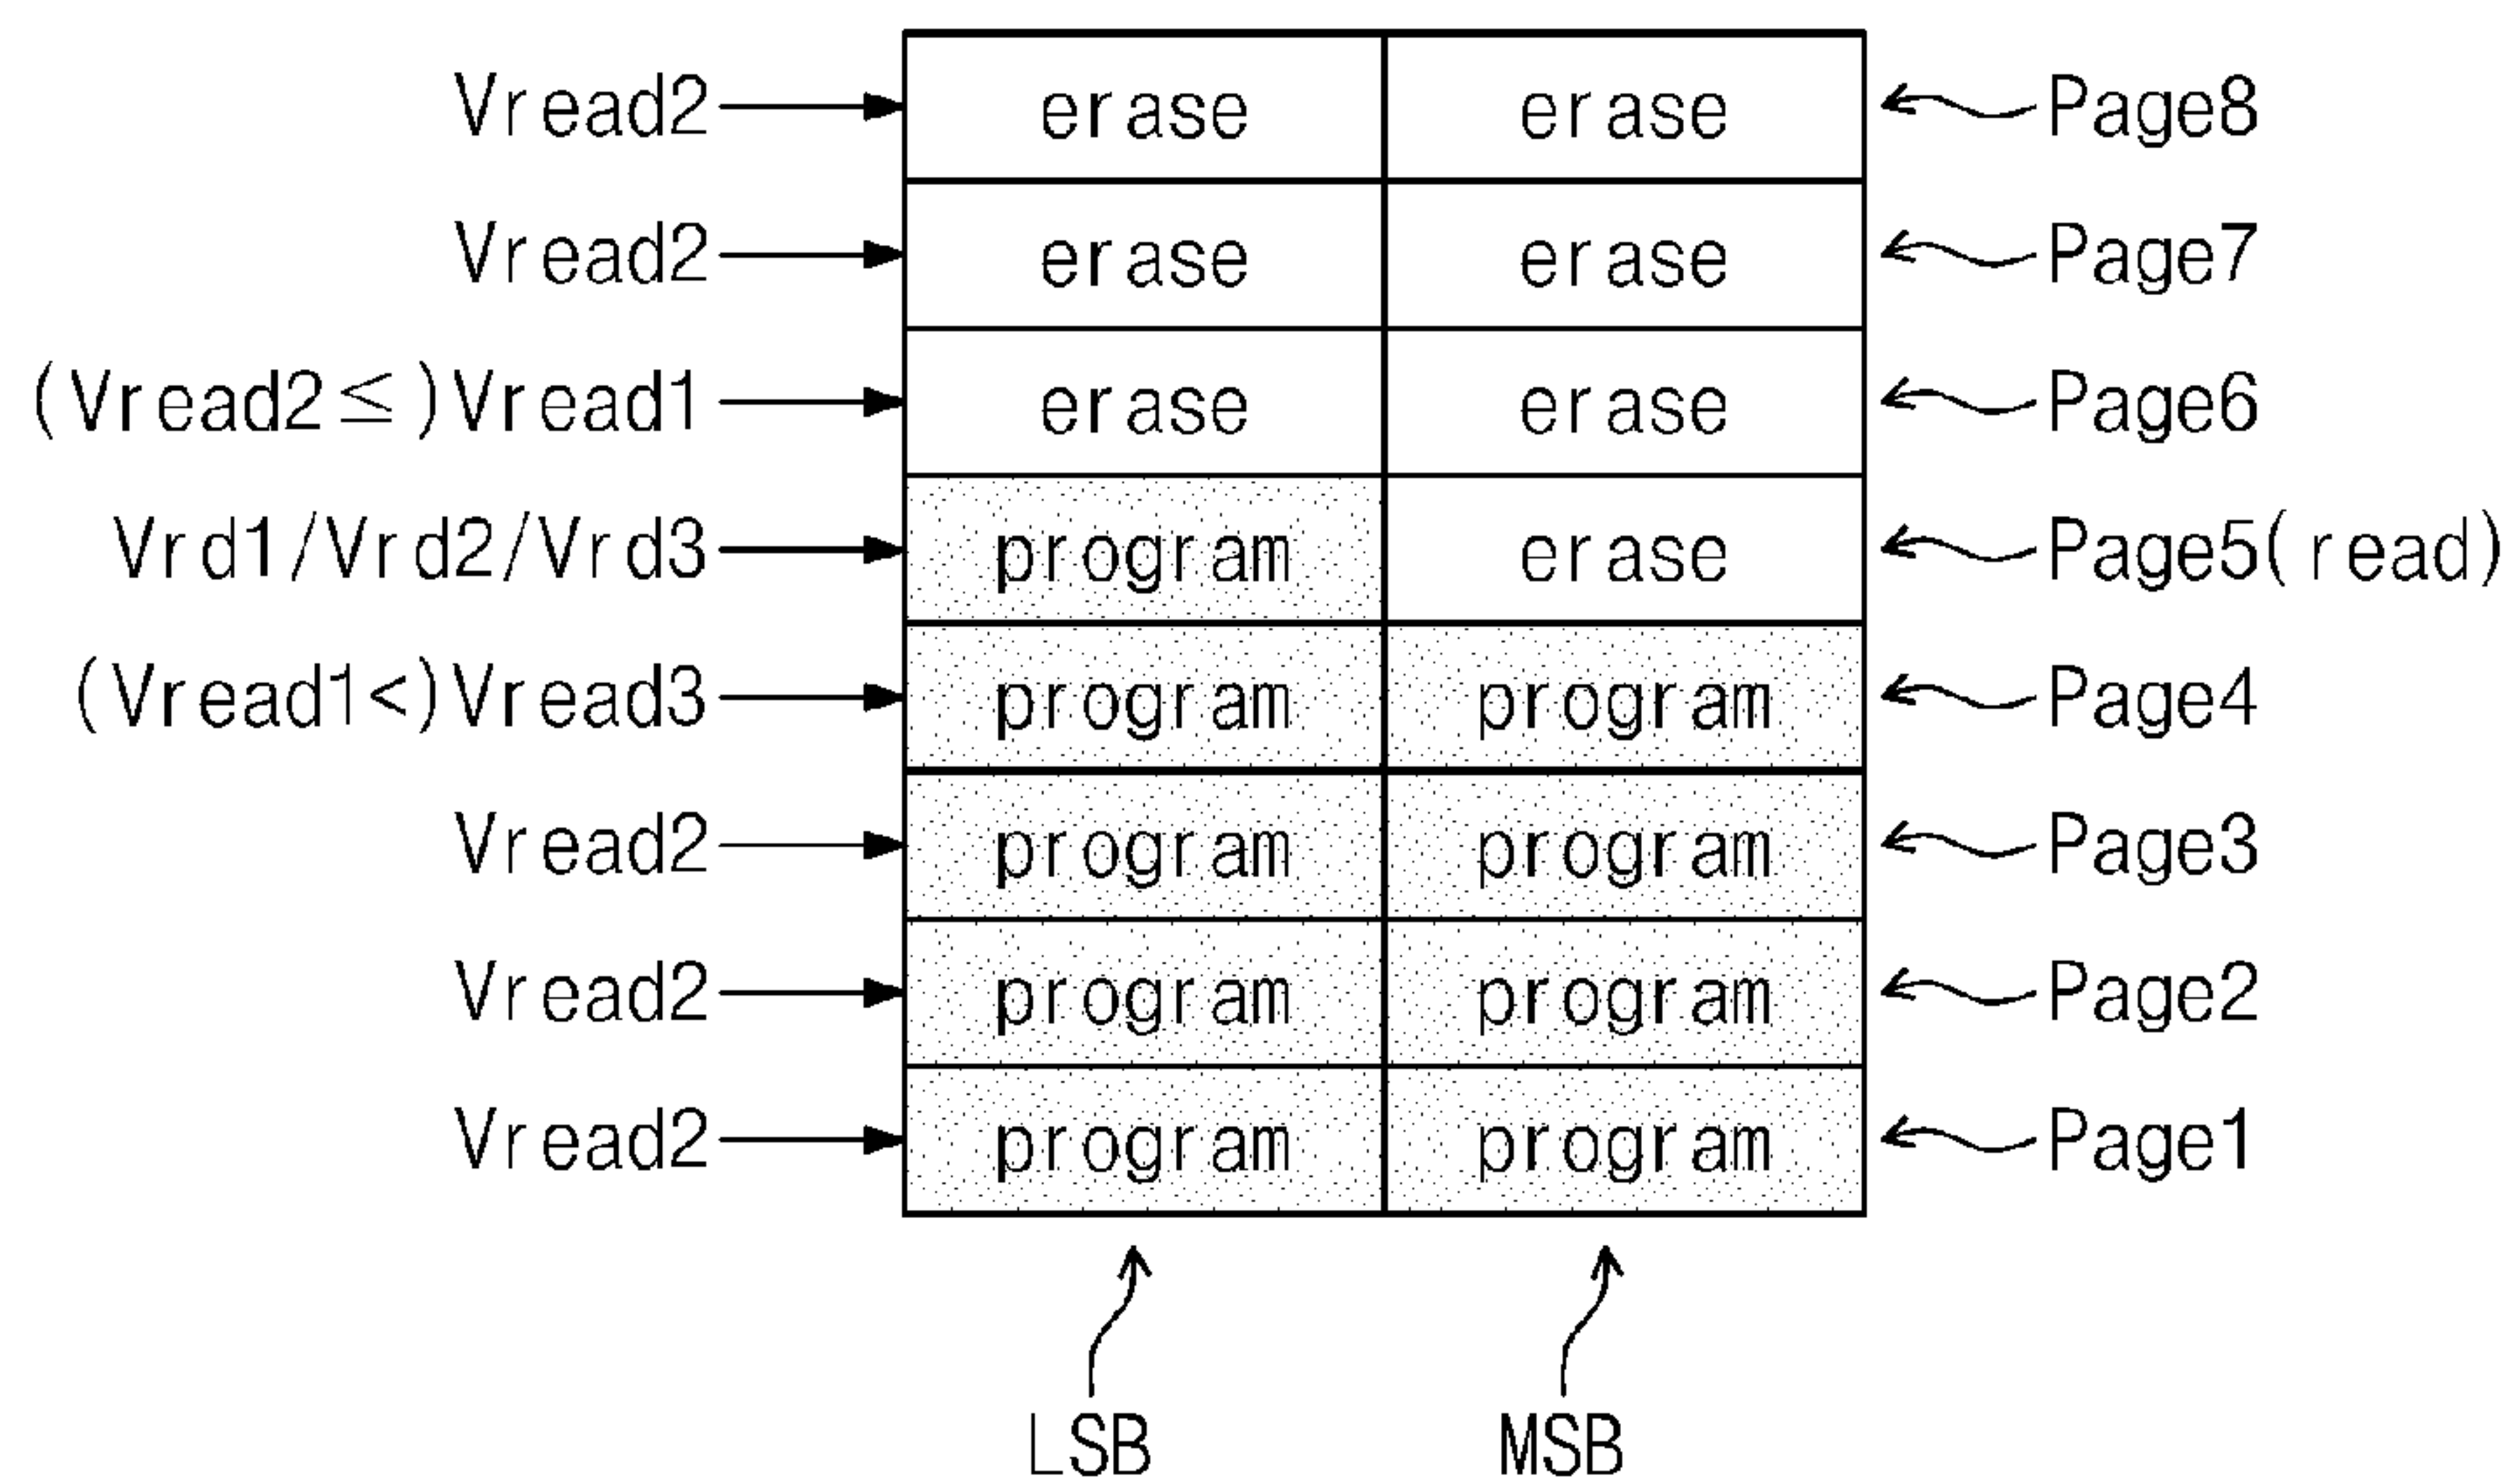 Vread2 erase erase Page8
Vread2 erase erase Page7
(Vread2≦)Vread1 erase erase Page6
Vrd1/Vrd2/Vrd3 program erase Page5(read)
(Vread1<)Vread3 program program Page4
Vread2 program program Page3
Vread2 program program Page2
Vread2 program program Page1
LSB MSB